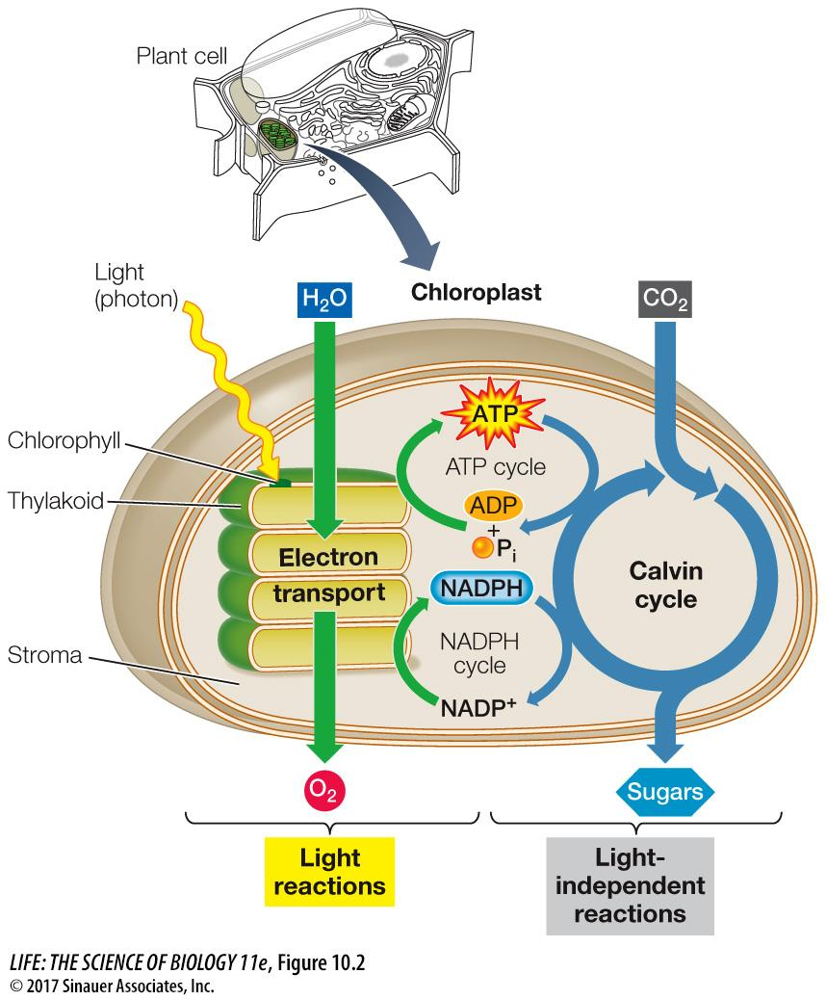 Plant cell
Light
(photon)
H₂O
Chloroplast
CO₂
ATP
Chlorophyll
ATP cycle
Thylakoid
ADP
+
Pᵢ
Electron
transport
NADPH
Calvin
cycle
NADPH
cycle
Stroma
NADP⁺
O₂
Sugars
Light
reactions
Light-
independent
reactions
LIFE: THE SCIENCE OF BIOLOGY 11e, Figure 10.2
© 2017 Sinauer Associates, Inc.